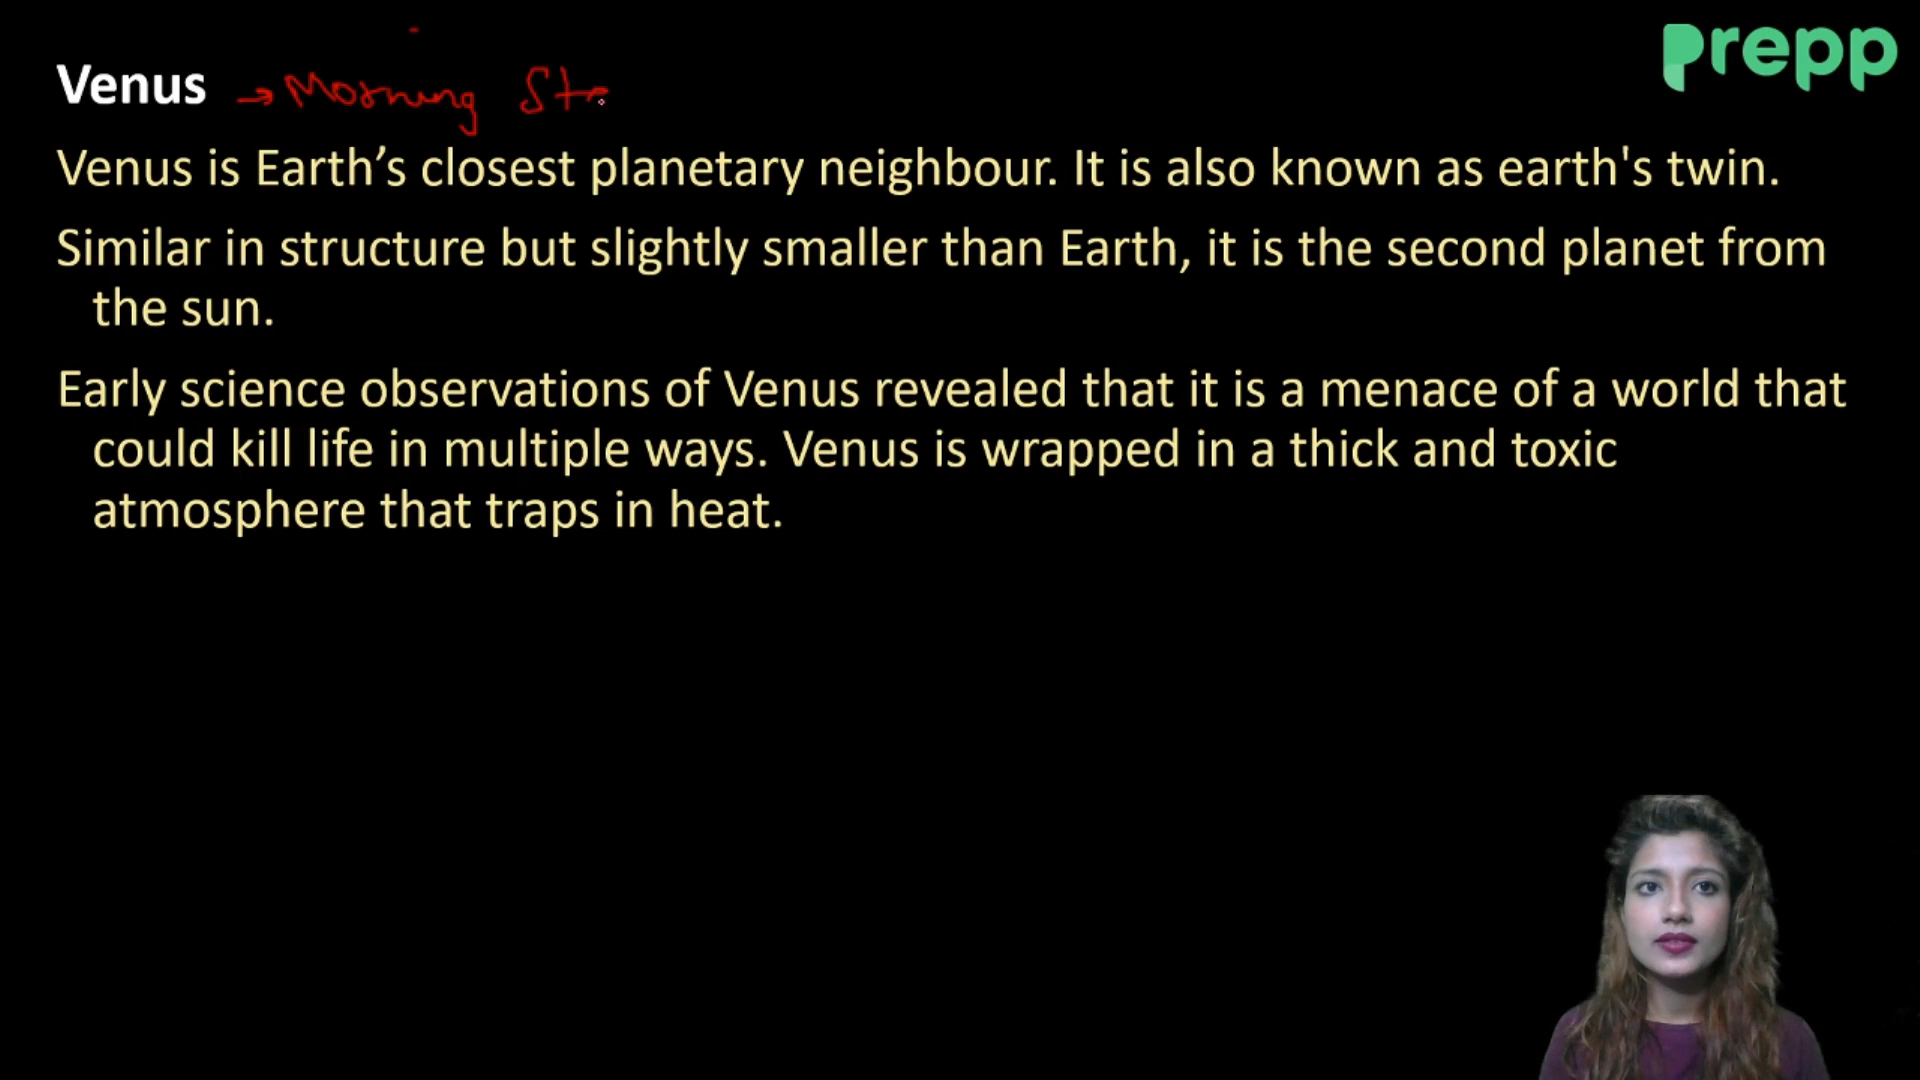 prepp
Venus → Morning
Venus is Earth’s closest planetary neighbour. It is also known as earth's twin.
Similar in structure but slightly smaller than Earth, it is the second planet from
the sun.
Early science observations of Venus revealed that it is a menace of a world that
could kill life in multiple ways. Venus is wrapped in a thick and toxic
atmosphere that traps in heat.